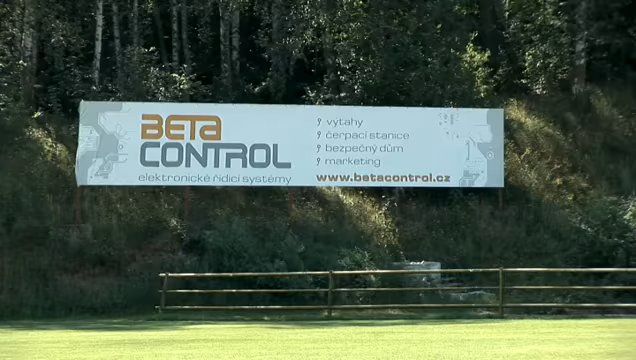 BETA
CONTROL
elektronické řídicí systémy
výtahy
čerpací stanice
bezpečný dům
marketing
www.betacontrol.cz